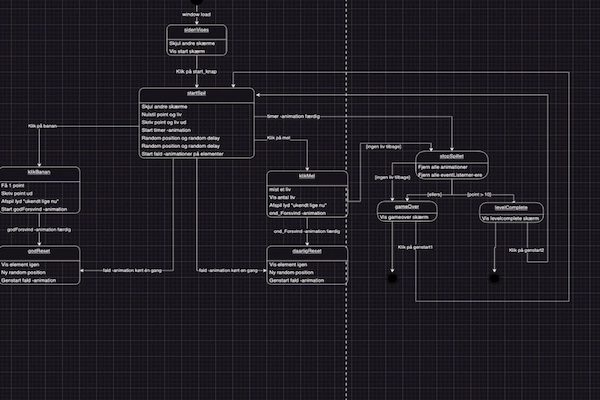 window load
sidenVises
Skjul andre skærme
Vis start skærm
Klik på start_knap
startSpil
Skjul andre skærme
Nulstil point og liv
Skriv point og liv ud
Start timer -animation
Random position og random delay
Random position og random delay
Start fald -animationer på elementer
timer -animation færdig
Klik på banan
Klik på mel
[ingen liv tilbage]
klikBanan
Få 1 point
Skriv point ud
Afspil lyd "ukendt lige nu"
Start godForsvind -animation
klikMel
mist et liv
Vis antal liv
Afspil lyd "ukendt lige nu"
ond_Forsvind -animation
stopSpillet
Fjern alle animationer
Fjern alle eventListener-ere
[ingen liv tilbage]
[ellers]
[point > 10]
gameOver
Vis gameover skærm
levelComplete
Vis levelcomplete skærm
godForsvind -animation færdig
ond_Forsvind -animation færdig
Klik på genstart1
Klik på genstart2
godReset
Vis element igen
Ny random position
Genstart fald -animation
fald -animation kørt én gang
fald -animation kørt én gang
daarligReset
Vis element igen
Ny random position
Genstart fald -animation